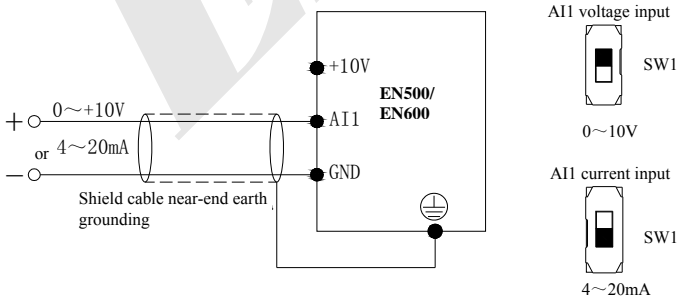 AI1 voltage input
SW1
0～10V
+10V
EN500/
EN600
+ 0～+10V
AI1
or 4～20mA
− GND
Shield cable near-end earth
grounding
AI1 current input
SW1
4～20mA